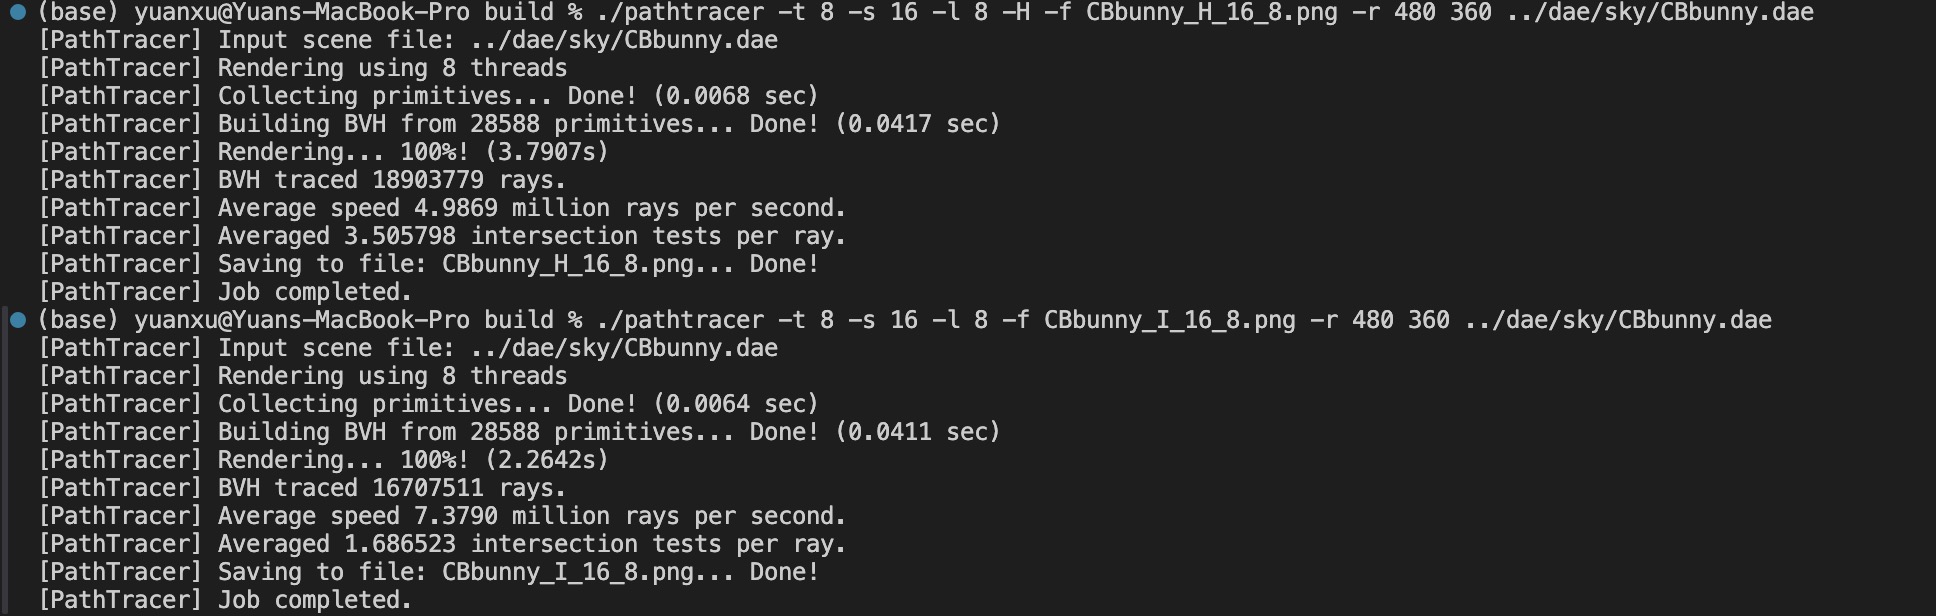 (base) yuanxu@Yuans-MacBook-Pro build % ./pathtracer -t 8 -s 16 -l 8 -H -f CBbunny_H_16_8.png -r 480 360 ../dae/sky/CBbunny.dae
[PathTracer] Input scene file: ../dae/sky/CBbunny.dae
[PathTracer] Rendering using 8 threads
[PathTracer] Collecting primitives... Done! (0.0068 sec)
[PathTracer] Building BVH from 28588 primitives... Done! (0.0417 sec)
[PathTracer] Rendering... 100%! (3.7907s)
[PathTracer] BVH traced 18903779 rays.
[PathTracer] Average speed 4.9869 million rays per second.
[PathTracer] Averaged 3.505798 intersection tests per ray.
[PathTracer] Saving to file: CBbunny_H_16_8.png... Done!
[PathTracer] Job completed.
(base) yuanxu@Yuans-MacBook-Pro build % ./pathtracer -t 8 -s 16 -l 8 -f CBbunny_I_16_8.png -r 480 360 ../dae/sky/CBbunny.dae
[PathTracer] Input scene file: ../dae/sky/CBbunny.dae
[PathTracer] Rendering using 8 threads
[PathTracer] Collecting primitives... Done! (0.0064 sec)
[PathTracer] Building BVH from 28588 primitives... Done! (0.0411 sec)
[PathTracer] Rendering... 100%! (2.2642s)
[PathTracer] BVH traced 16707511 rays.
[PathTracer] Average speed 7.3790 million rays per second.
[PathTracer] Averaged 1.686523 intersection tests per ray.
[PathTracer] Saving to file: CBbunny_I_16_8.png... Done!
[PathTracer] Job completed.